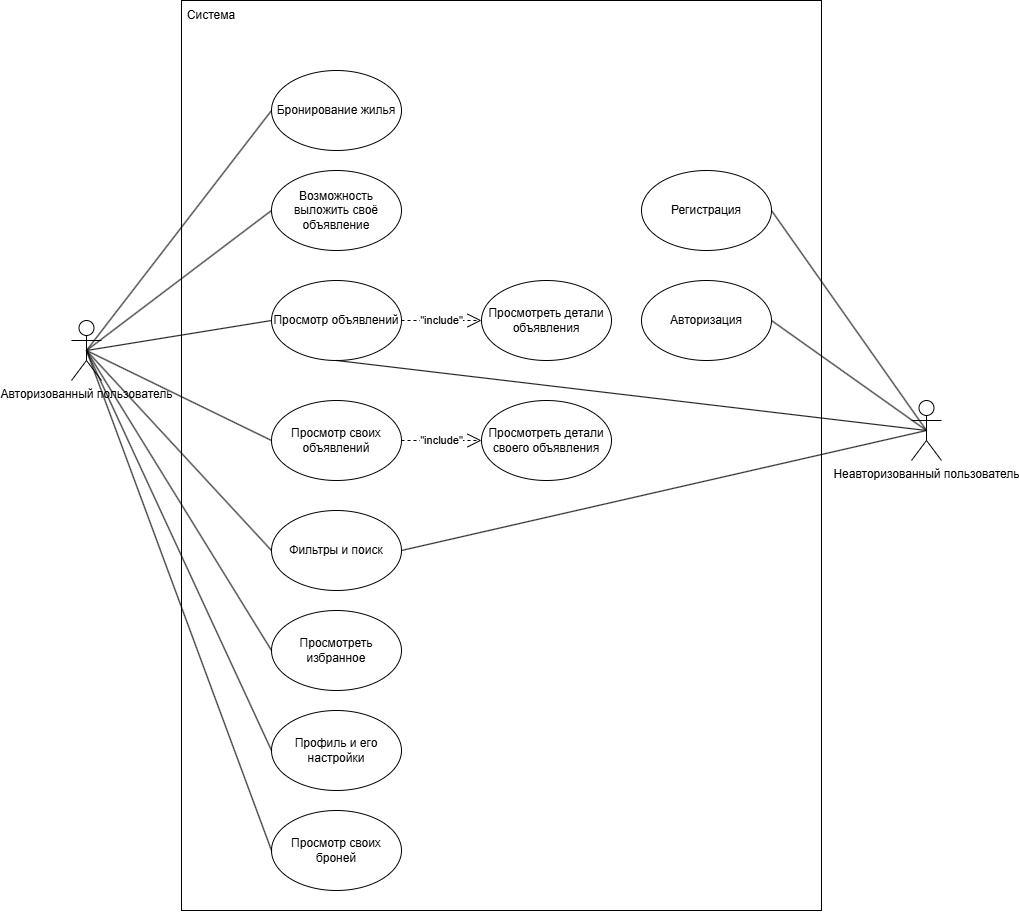 Система
Бронирование жилья
Возможность
выложить своё
объявление
Регистрация
Просмотр объявлений
"include"
Просмотреть детали
объявления
Авторизация
Авторизованный пользователь
Просмотр своих
объявлений
"include"
Просмотреть детали
своего объявления
Неавторизованный пользователь
Фильтры и поиск
Просмотреть
избранное
Профиль и его
настройки
Просмотр своих
броней